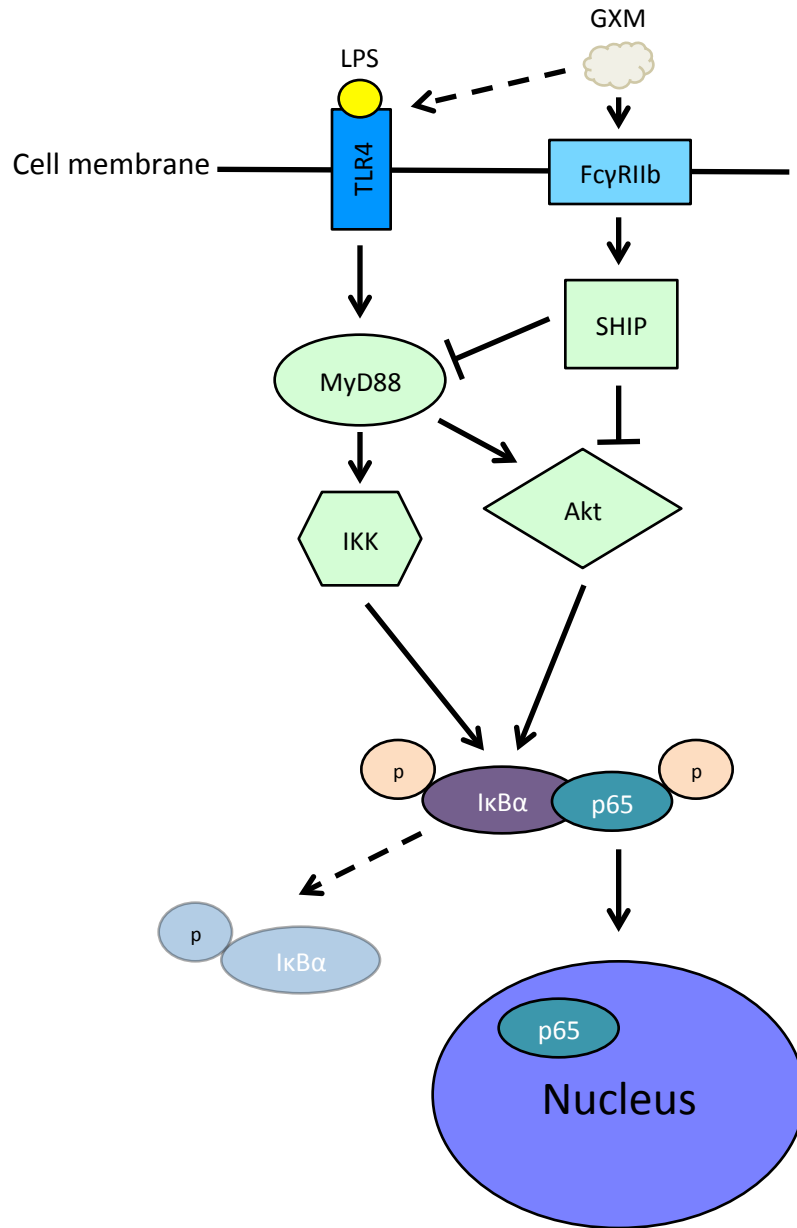 GXM
LPS
Cell membrane
TLR4
FcγRIIb
SHIP
MyD88
IKK
Akt
p
p
IκBα
p65
p
IκBα
p65
Nucleus